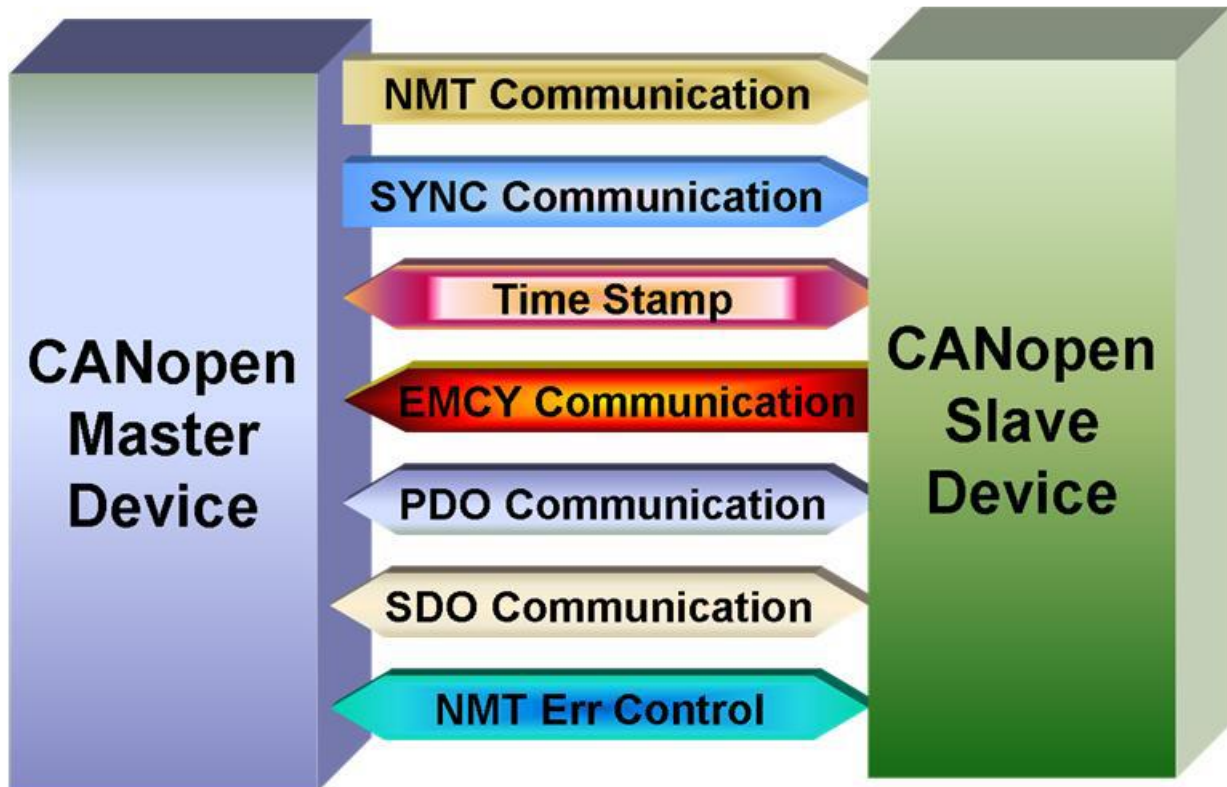 NMT Communication
SYNC Communication
Time Stamp
EMCY Communication
PDO Communication
SDO Communication
NMT Err Control
CANopen
Master
Device
CANopen
Slave
Device